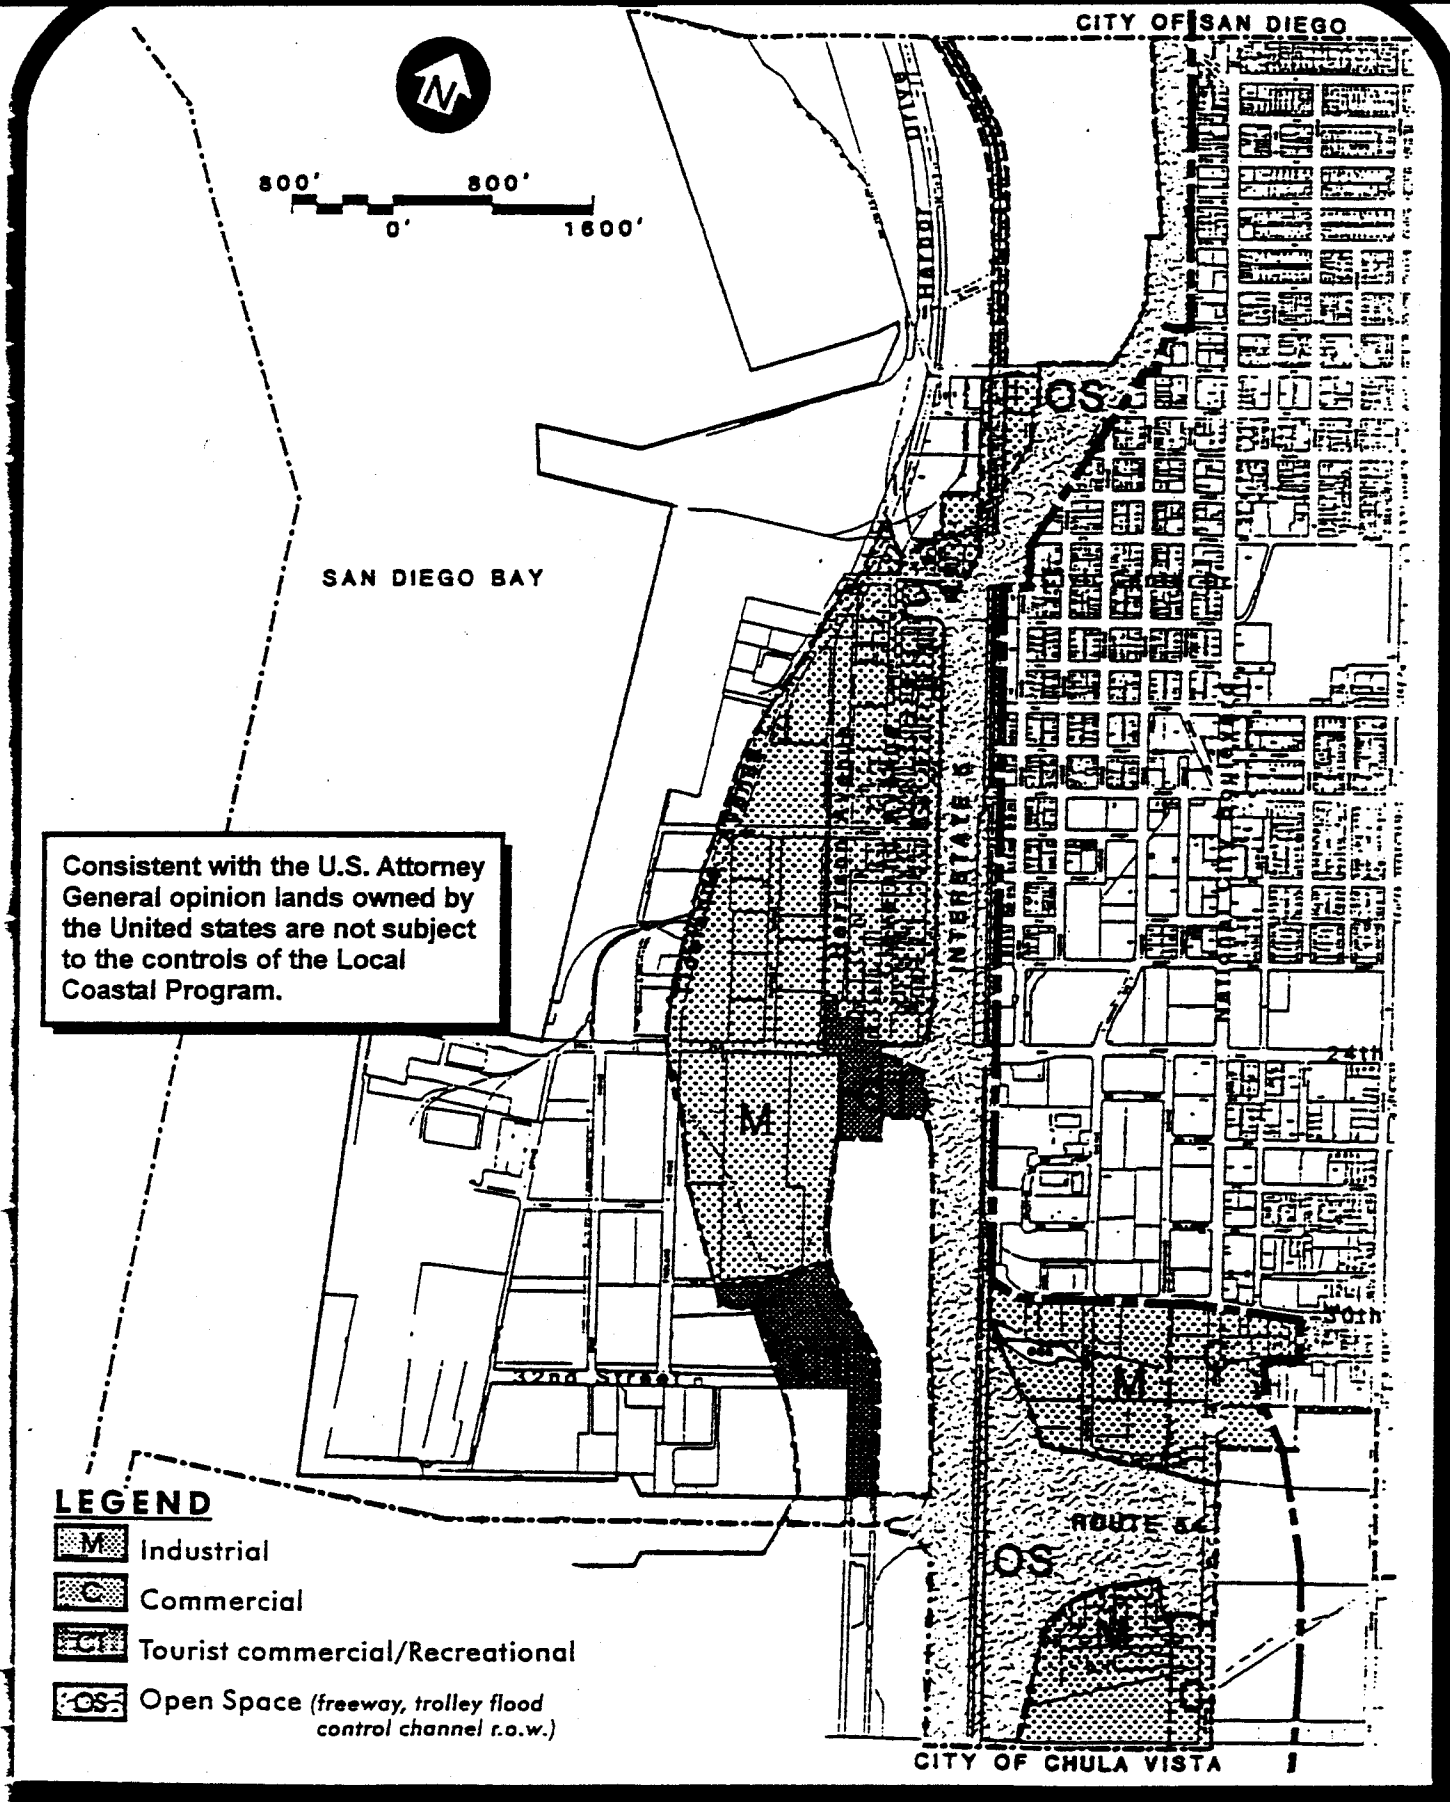 CITY OF SAN DIEGO
N
800' 800'
0' 1600'
Harbor Drive
OS
SAN DIEGO BAY
Consistent with the U.S. Attorney
General opinion lands owned by
the United states are not subject
to the controls of the Local
Coastal Program.
INTERSTATE 5
24th
M
30th
M
C
32nd Street
ROUTE 54
OS
M
C
LEGEND
M Industrial
C Commercial
CT Tourist commercial/Recreational
OS Open Space (freeway, trolley flood
control channel r.o.w.)
CITY OF CHULA VISTA